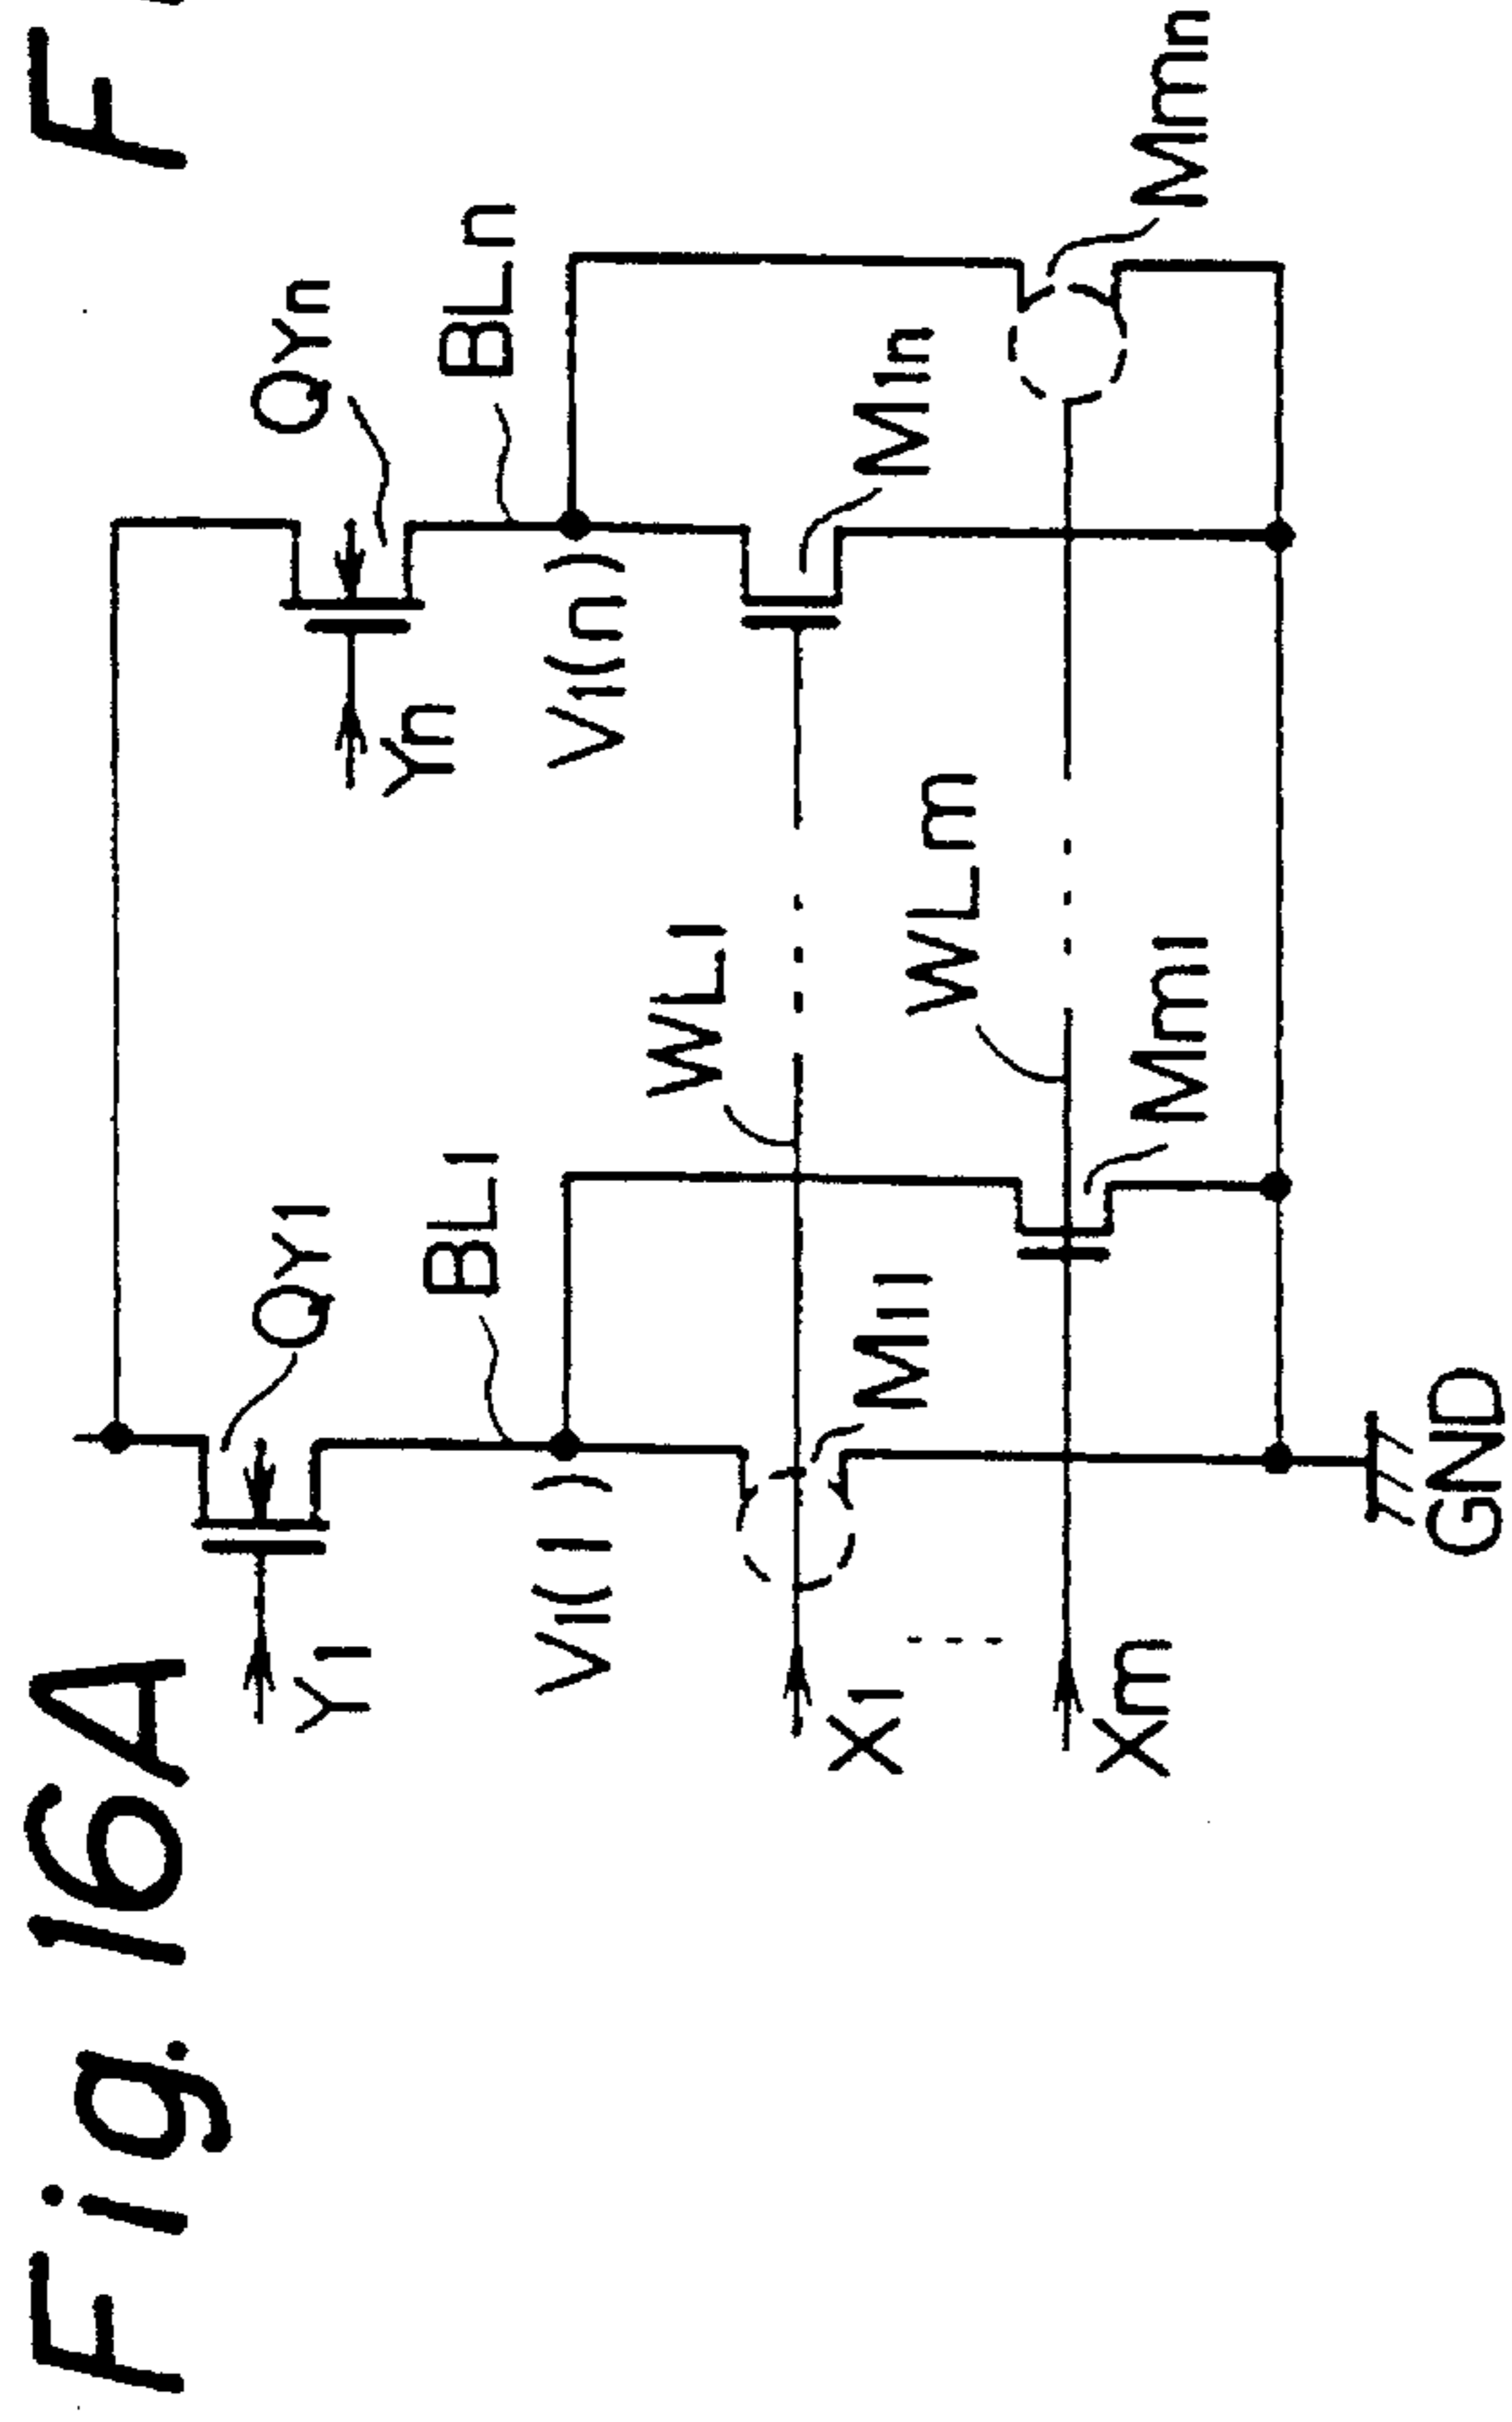 Fig. 16A
F
QY1
Y1
BL1
V1(1)
QYn
Yn
BLn
V1(n)
WL1
M11
M1n
X1
WLm
Mm1
Mmn
Xm
GND